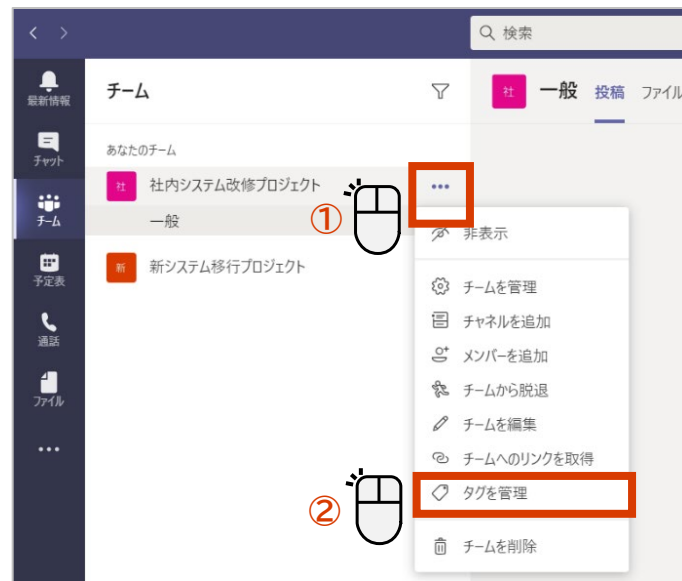 検索
最新情報
チャット
チーム
予定表
通話
ファイル
チーム
あなたのチーム
社 社内システム改修プロジェクト
一般
新 新システム移行プロジェクト
社 一般 投稿 ファイル
①
非表示
チームを管理
チャネルを追加
メンバーを追加
チームから脱退
チームを編集
チームへのリンクを取得
② タグを管理
チームを削除